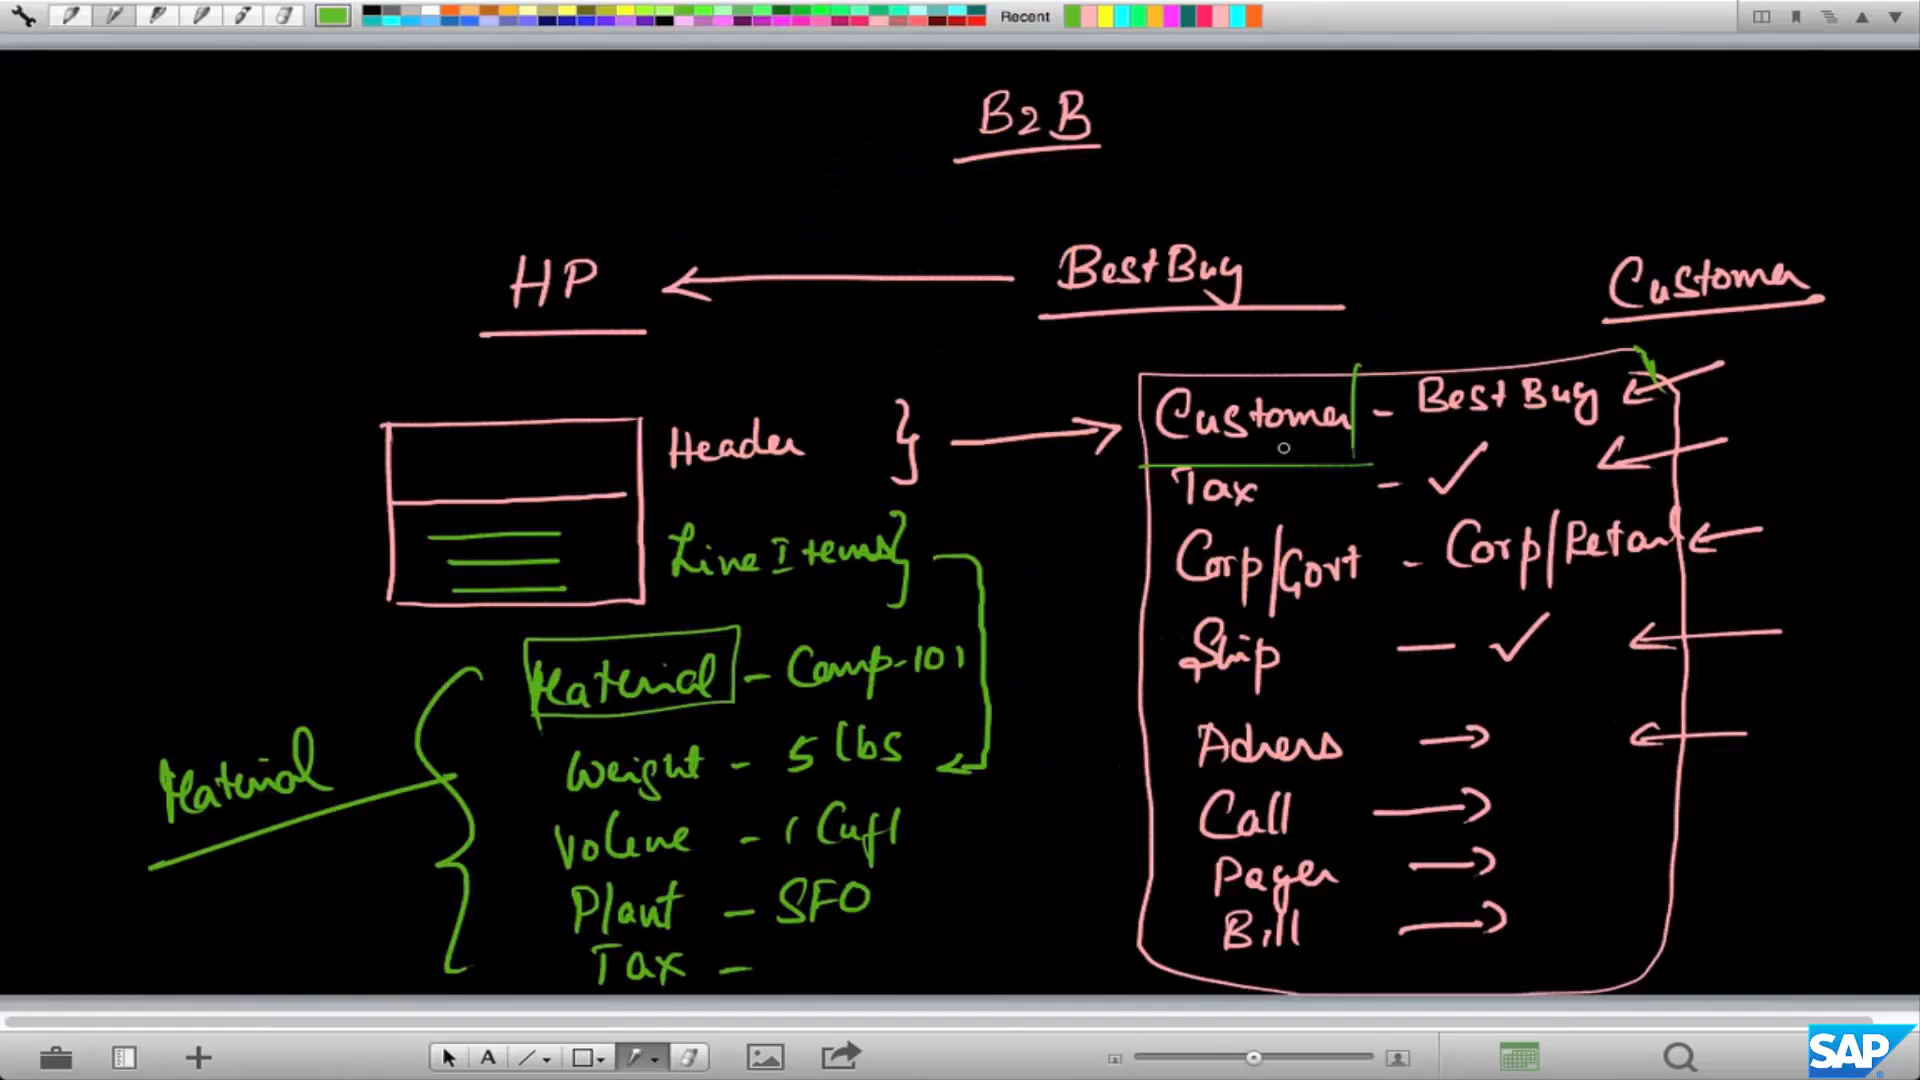 Recent
B2B
HP
BestBuy
Customer
Header
Line Items
Material - Comp-101
Weight - 5 lbs
Volume - 1 Cuft
Plant - SFO
Tax -
Material
Customer - Best Buy
Tax - ✓
Corp/Govt - Corp/Retail
Ship - ✓
Adress
Call
Pager
Bill
A
SAP